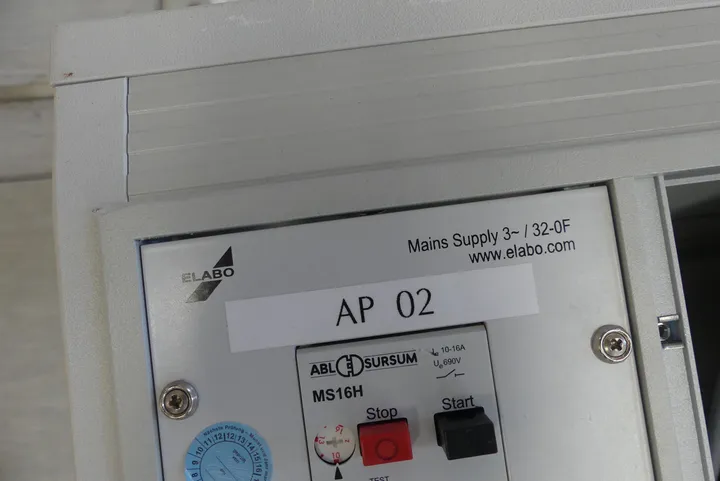 Mains Supply 3~ / 32-0F
www.elabo.com
ELABO
AP 02
ABL SURSUM
10-16A
Ue 690V
MS16H
Stop
Start
TEST